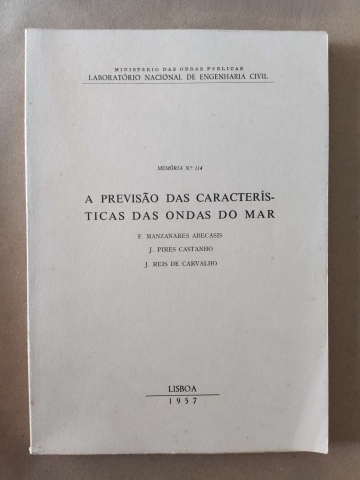 MINISTÉRIO DAS OBRAS PÚBLICAS
LABORATÓRIO NACIONAL DE ENGENHARIA CIVIL
MEMÓRIA N.º 114
A PREVISÃO DAS CARACTERÍS-
TICAS DAS ONDAS DO MAR
F. MANZANARES ABECASIS
J. PIRES CASTANHO
J. REIS DE CARVALHO
LISBOA
1957